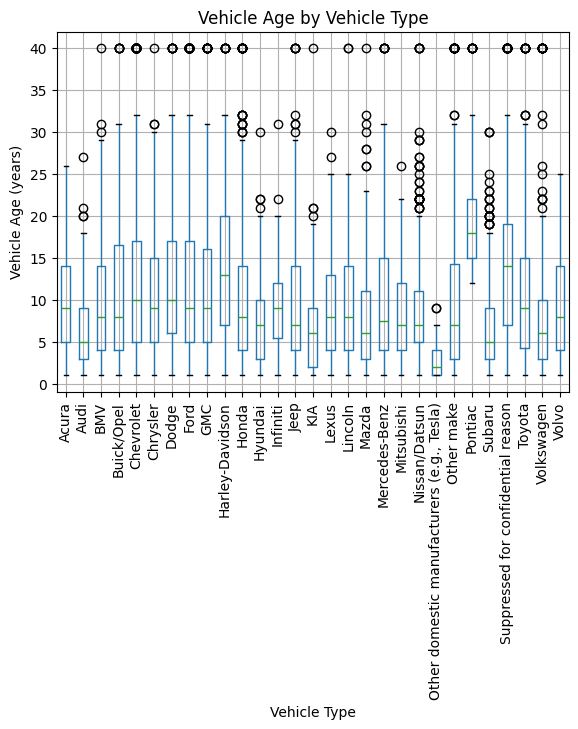 Vehicle Age by Vehicle Type
Vehicle Age (years)
40
35
30
25
20
15
10
5
0
Acura
Audi
BMV
Buick/Opel
Chevrolet
Chrysler
Dodge
Ford
GMC
Harley-Davidson
Honda
Hyundai
Infiniti
Jeep
KIA
Lexus
Lincoln
Mazda
Mercedes-Benz
Mitsubishi
Nissan/Datsun
Other domestic manufacturers (e.g., Tesla)
Other make
Pontiac
Subaru
Suppressed for confidential reason
Toyota
Volkswagen
Volvo
Vehicle Type